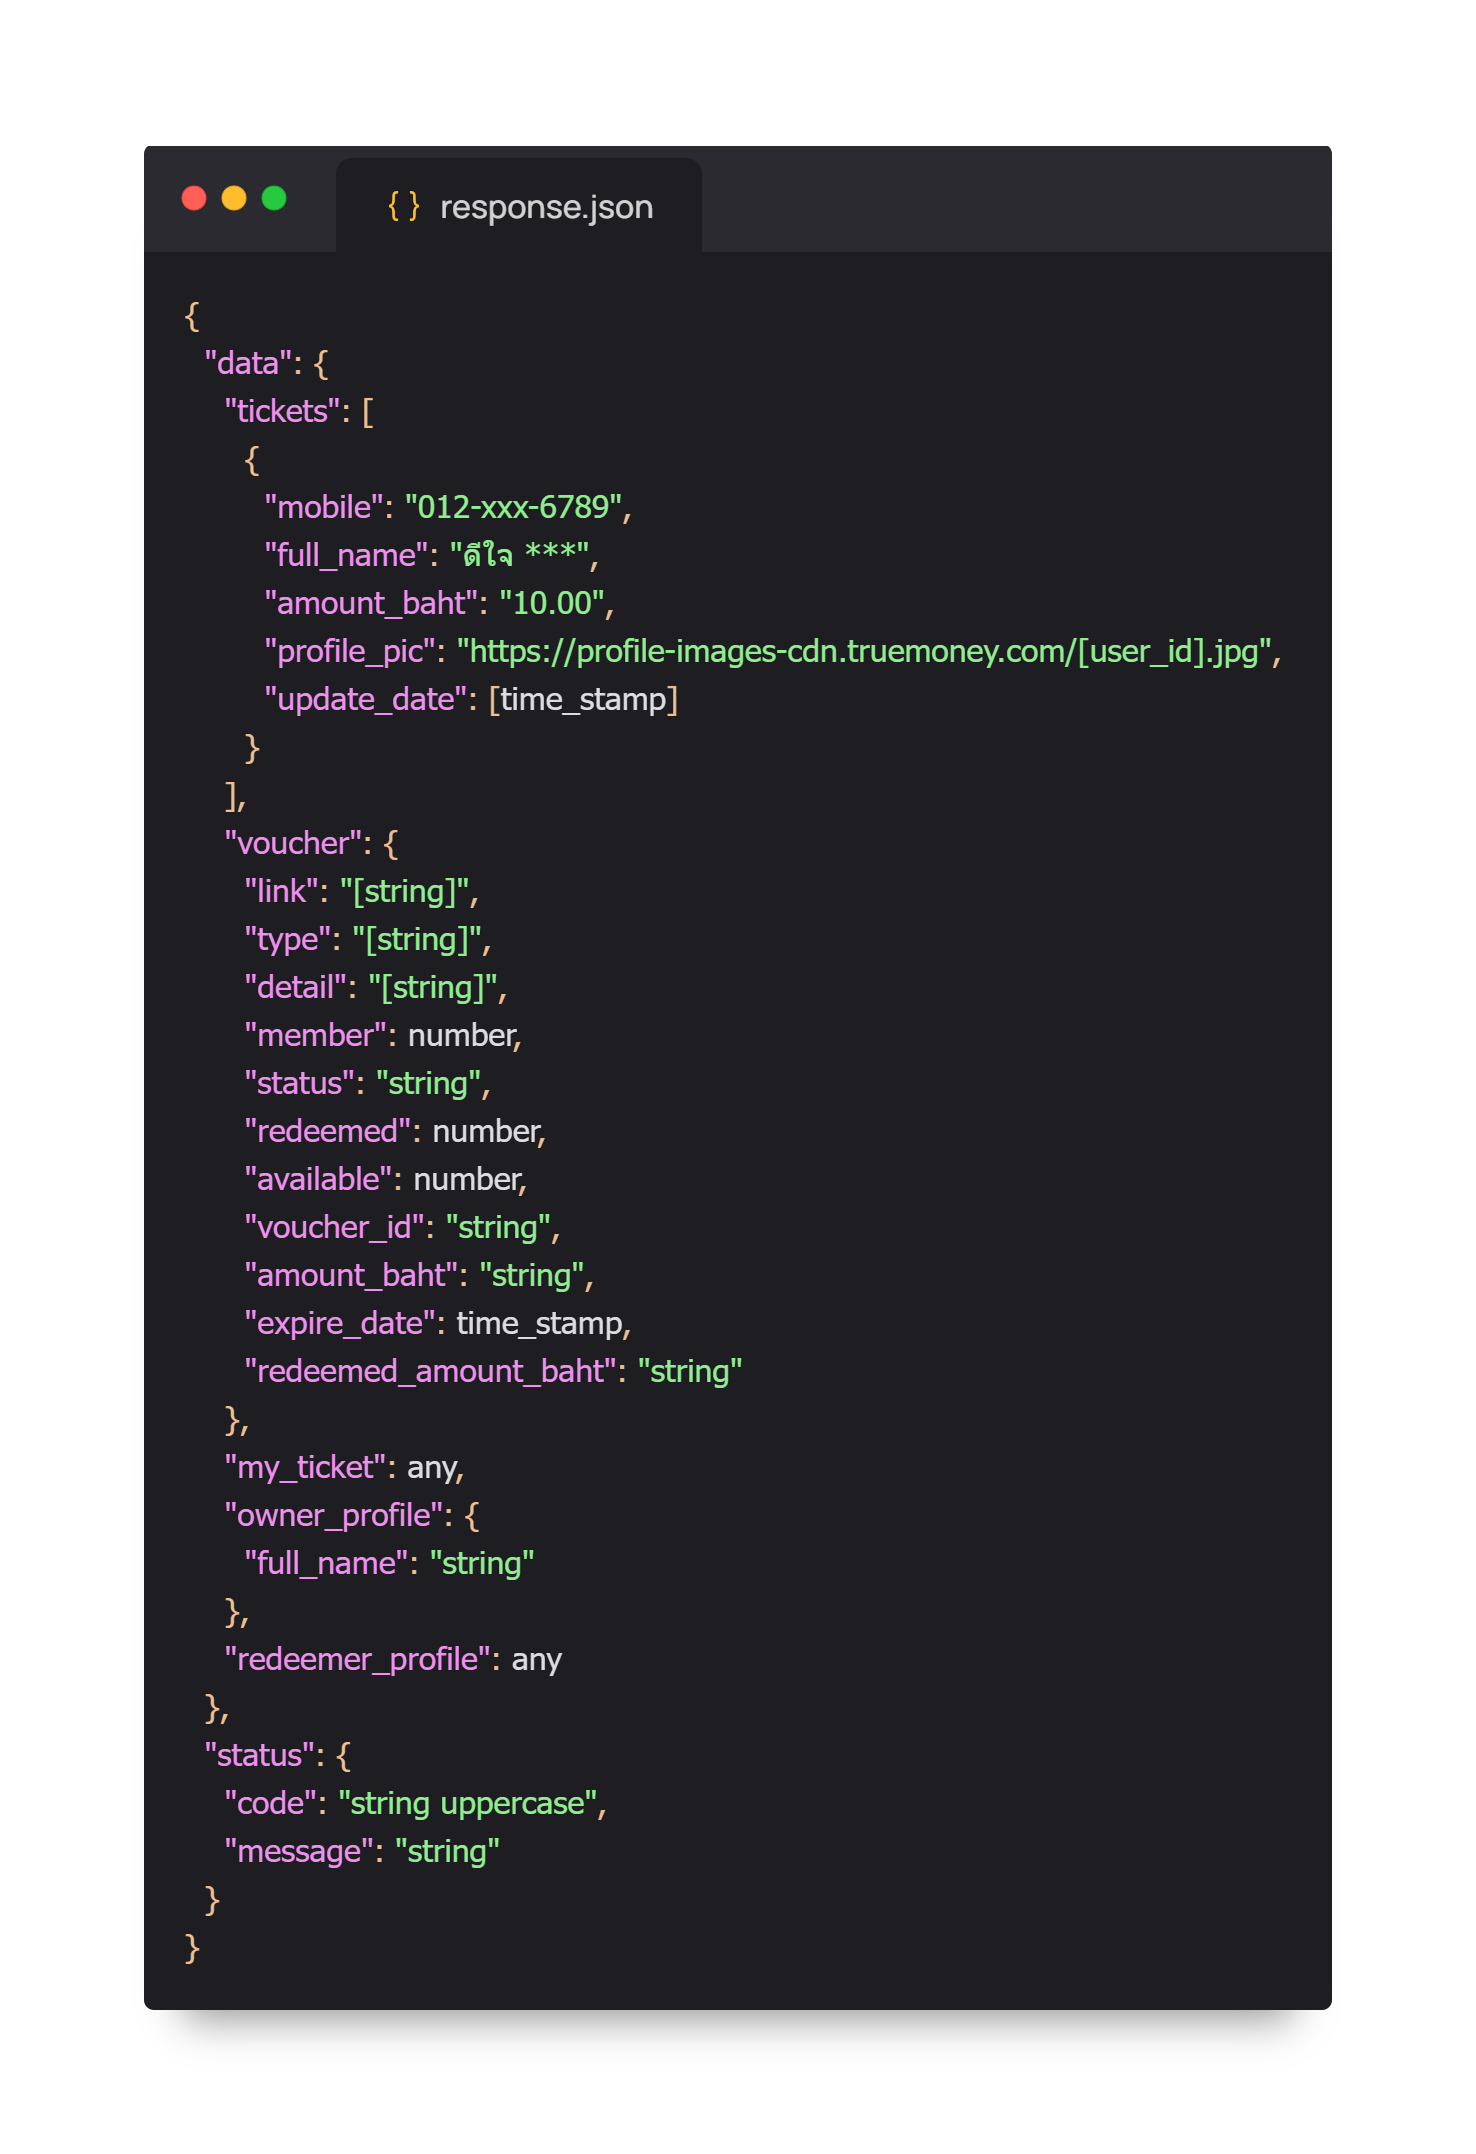 {} response.json
{
"data": {
"tickets": [
{
"mobile": "012-xxx-6789",
"full_name": "ดีใจ ***",
"amount_baht": "10.00",
"profile_pic": "https://profile-images-cdn.truemoney.com/[user_id].jpg",
"update_date": [time_stamp]
}
],
"voucher": {
"link": "[string]",
"type": "[string]",
"detail": "[string]",
"member": number,
"status": "string",
"redeemed": number,
"available": number,
"voucher_id": "string",
"amount_baht": "string",
"expire_date": time_stamp,
"redeemed_amount_baht": "string"
},
"my_ticket": any,
"owner_profile": {
"full_name": "string"
},
"redeemer_profile": any
},
"status": {
"code": "string uppercase",
"message": "string"
}
}